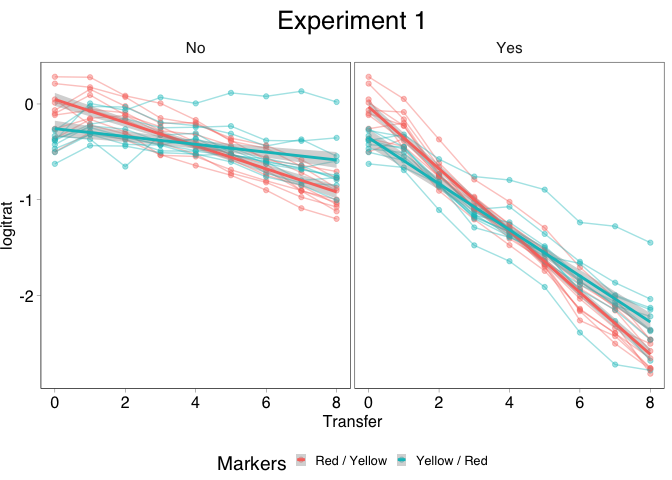 Experiment 1
No Yes
0
-1
-2
logitrat
0 2 4 6 8 0 2 4 6 8
Transfer
Markers Red / Yellow Yellow / Red